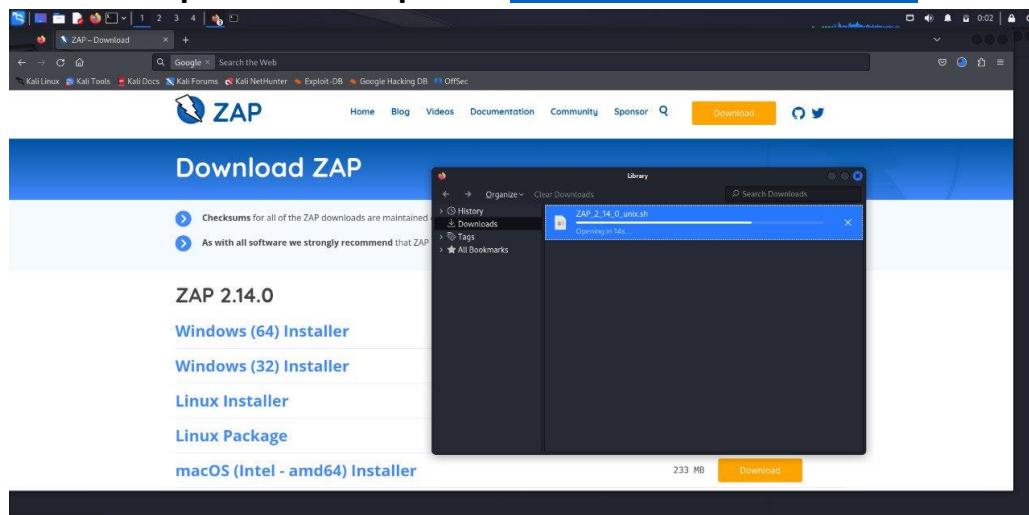 1 2 3 4
0:02
ZAP – Download × +
Google × Search the Web
Kali Linux Kali Tools Kali Docs Kali Forums Kali NetHunter Exploit-DB Google Hacking DB OffSec
ZAP Home Blog Videos Documentation Community Sponsor Download
Download ZAP
Library
Organize Clear Downloads Search Downloads
History
Downloads
Tags
All Bookmarks
ZAP_2_14_0_unix.sh
Opening in 14s...
Checksums for all of the ZAP downloads are maintained
As with all software we strongly recommend that ZAP
ZAP 2.14.0
Windows (64) Installer
Windows (32) Installer
Linux Installer
Linux Package
macOS (Intel - amd64) Installer 233 MB Download